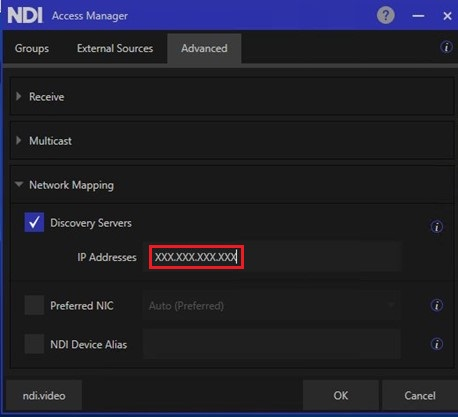 NDI Access Manager ?
Groups External Sources Advanced i
Receive
Multicast
Network Mapping
Discovery Servers i
IP Addresses XXX.XXX.XXX.XXX
Preferred NIC Auto (Preferred) i
NDI Device Alias i
ndi.video OK Cancel